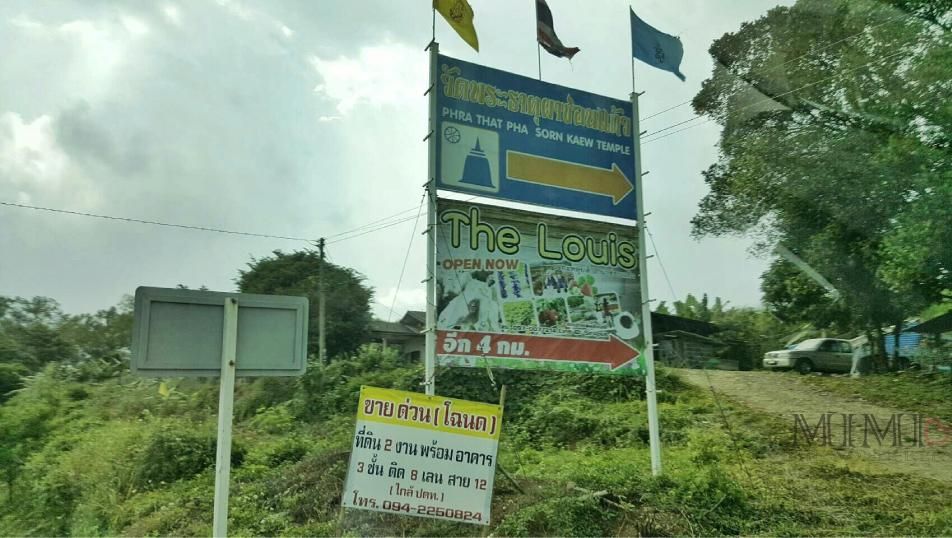 วัดพระธาตุผาซ่อนแก้ว
PHRA THAT PHA SORN KAEW TEMPLE
The Louis
OPEN NOW
อีก 4 กม.
ขาย ด่วน ( โฉนด )
ที่ดิน 2 งาน พร้อม อาคาร
3 ชั้น ติด 8 เลน สาย 12
( ใกล้ ปตท. )
โทร. 094-2250824